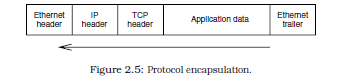 Ethernet header
IP header
TCP header
Application data
Ethernet trailer
Figure 2.5: Protocol encapsulation.